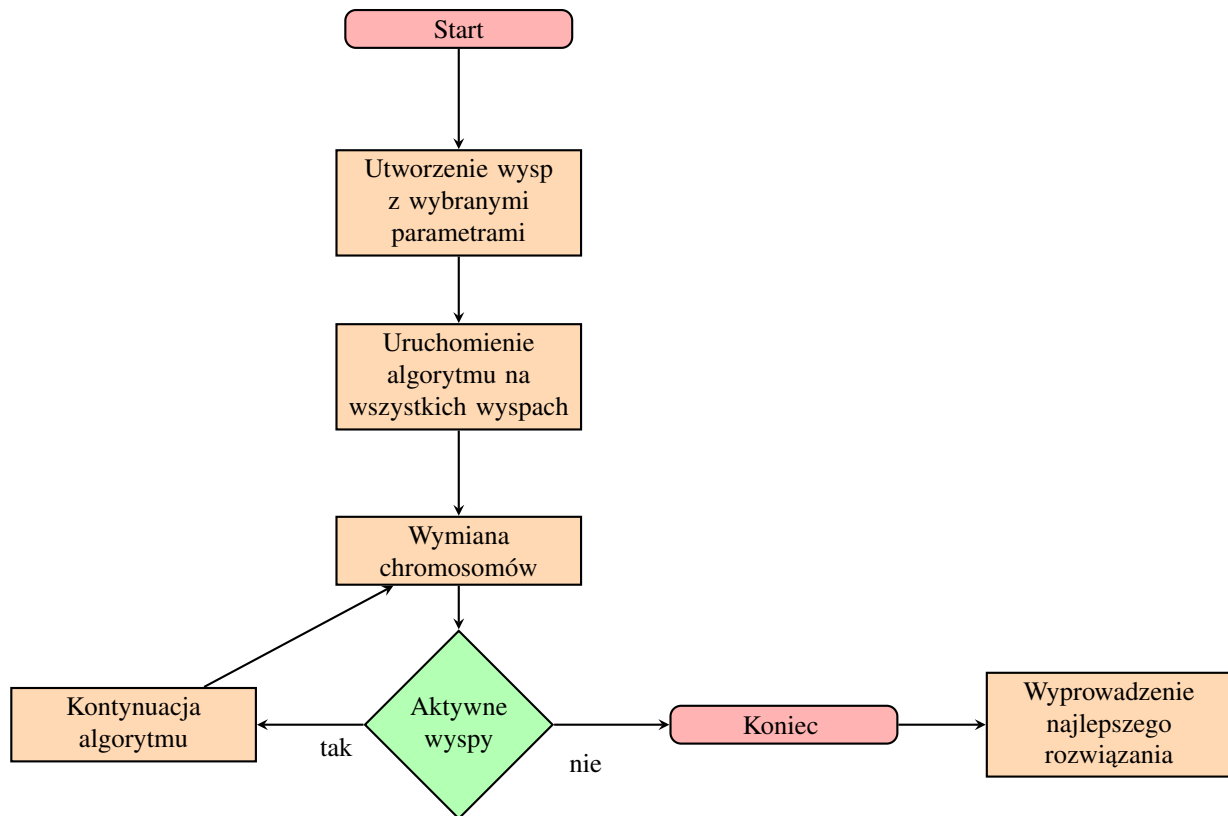 Start
Utworzenie wysp
z wybranymi
parametrami
Uruchomienie
algorytmu na
wszystkich wyspach
Wymiana
chromosomów
Kontynuacja
algorytmu
tak
Aktywne
wyspy
nie
Koniec
Wyprowadzenie
najlepszego
rozwiązania